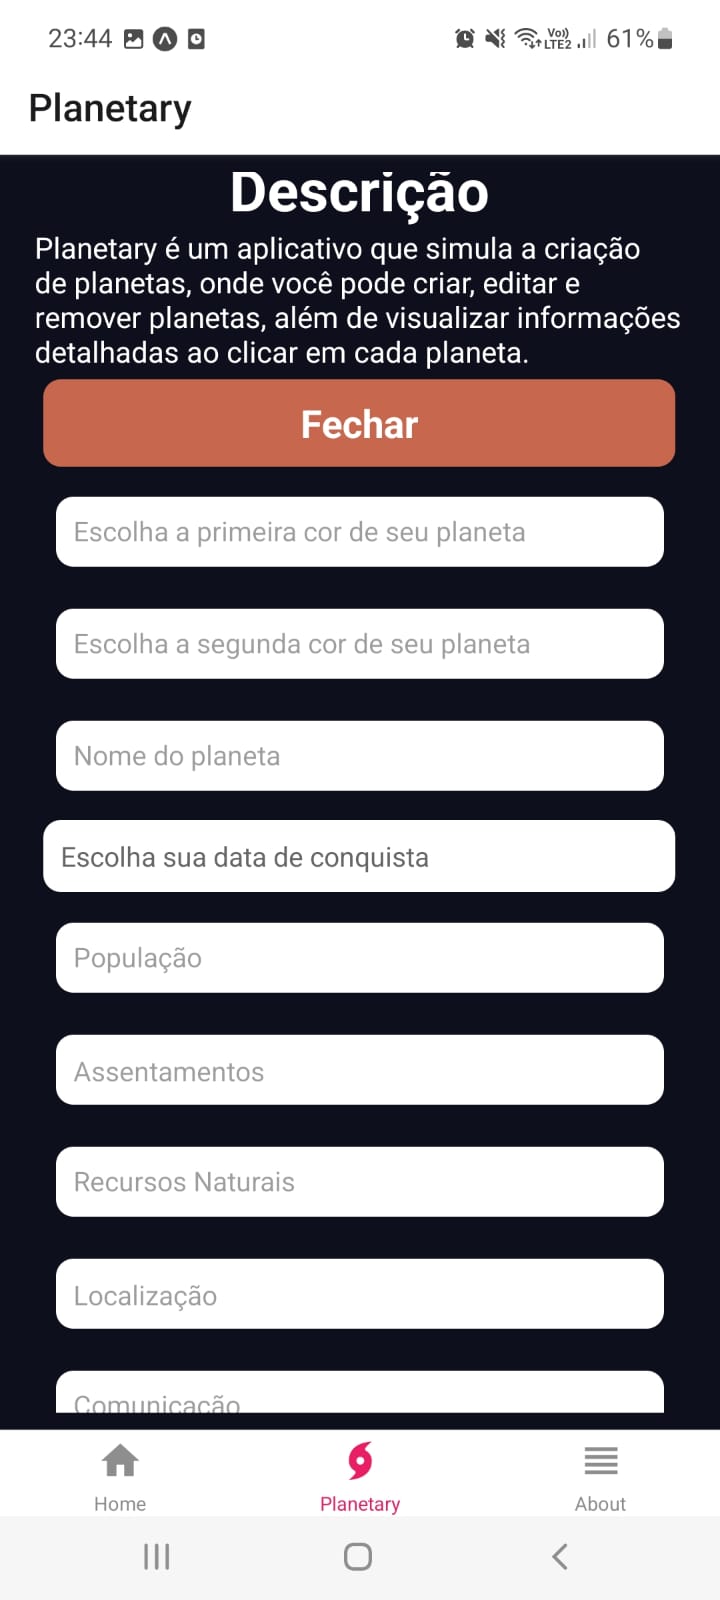 23:44
Vo))
LTE2
61%
Planetary
Descrição
Planetary é um aplicativo que simula a criação
de planetas, onde você pode criar, editar e
remover planetas, além de visualizar informações
detalhadas ao clicar em cada planeta.
Fechar
Escolha a primeira cor de seu planeta
Escolha a segunda cor de seu planeta
Nome do planeta
Escolha sua data de conquista
População
Assentamentos
Recursos Naturais
Localização
Comunicação
Home
Planetary
About